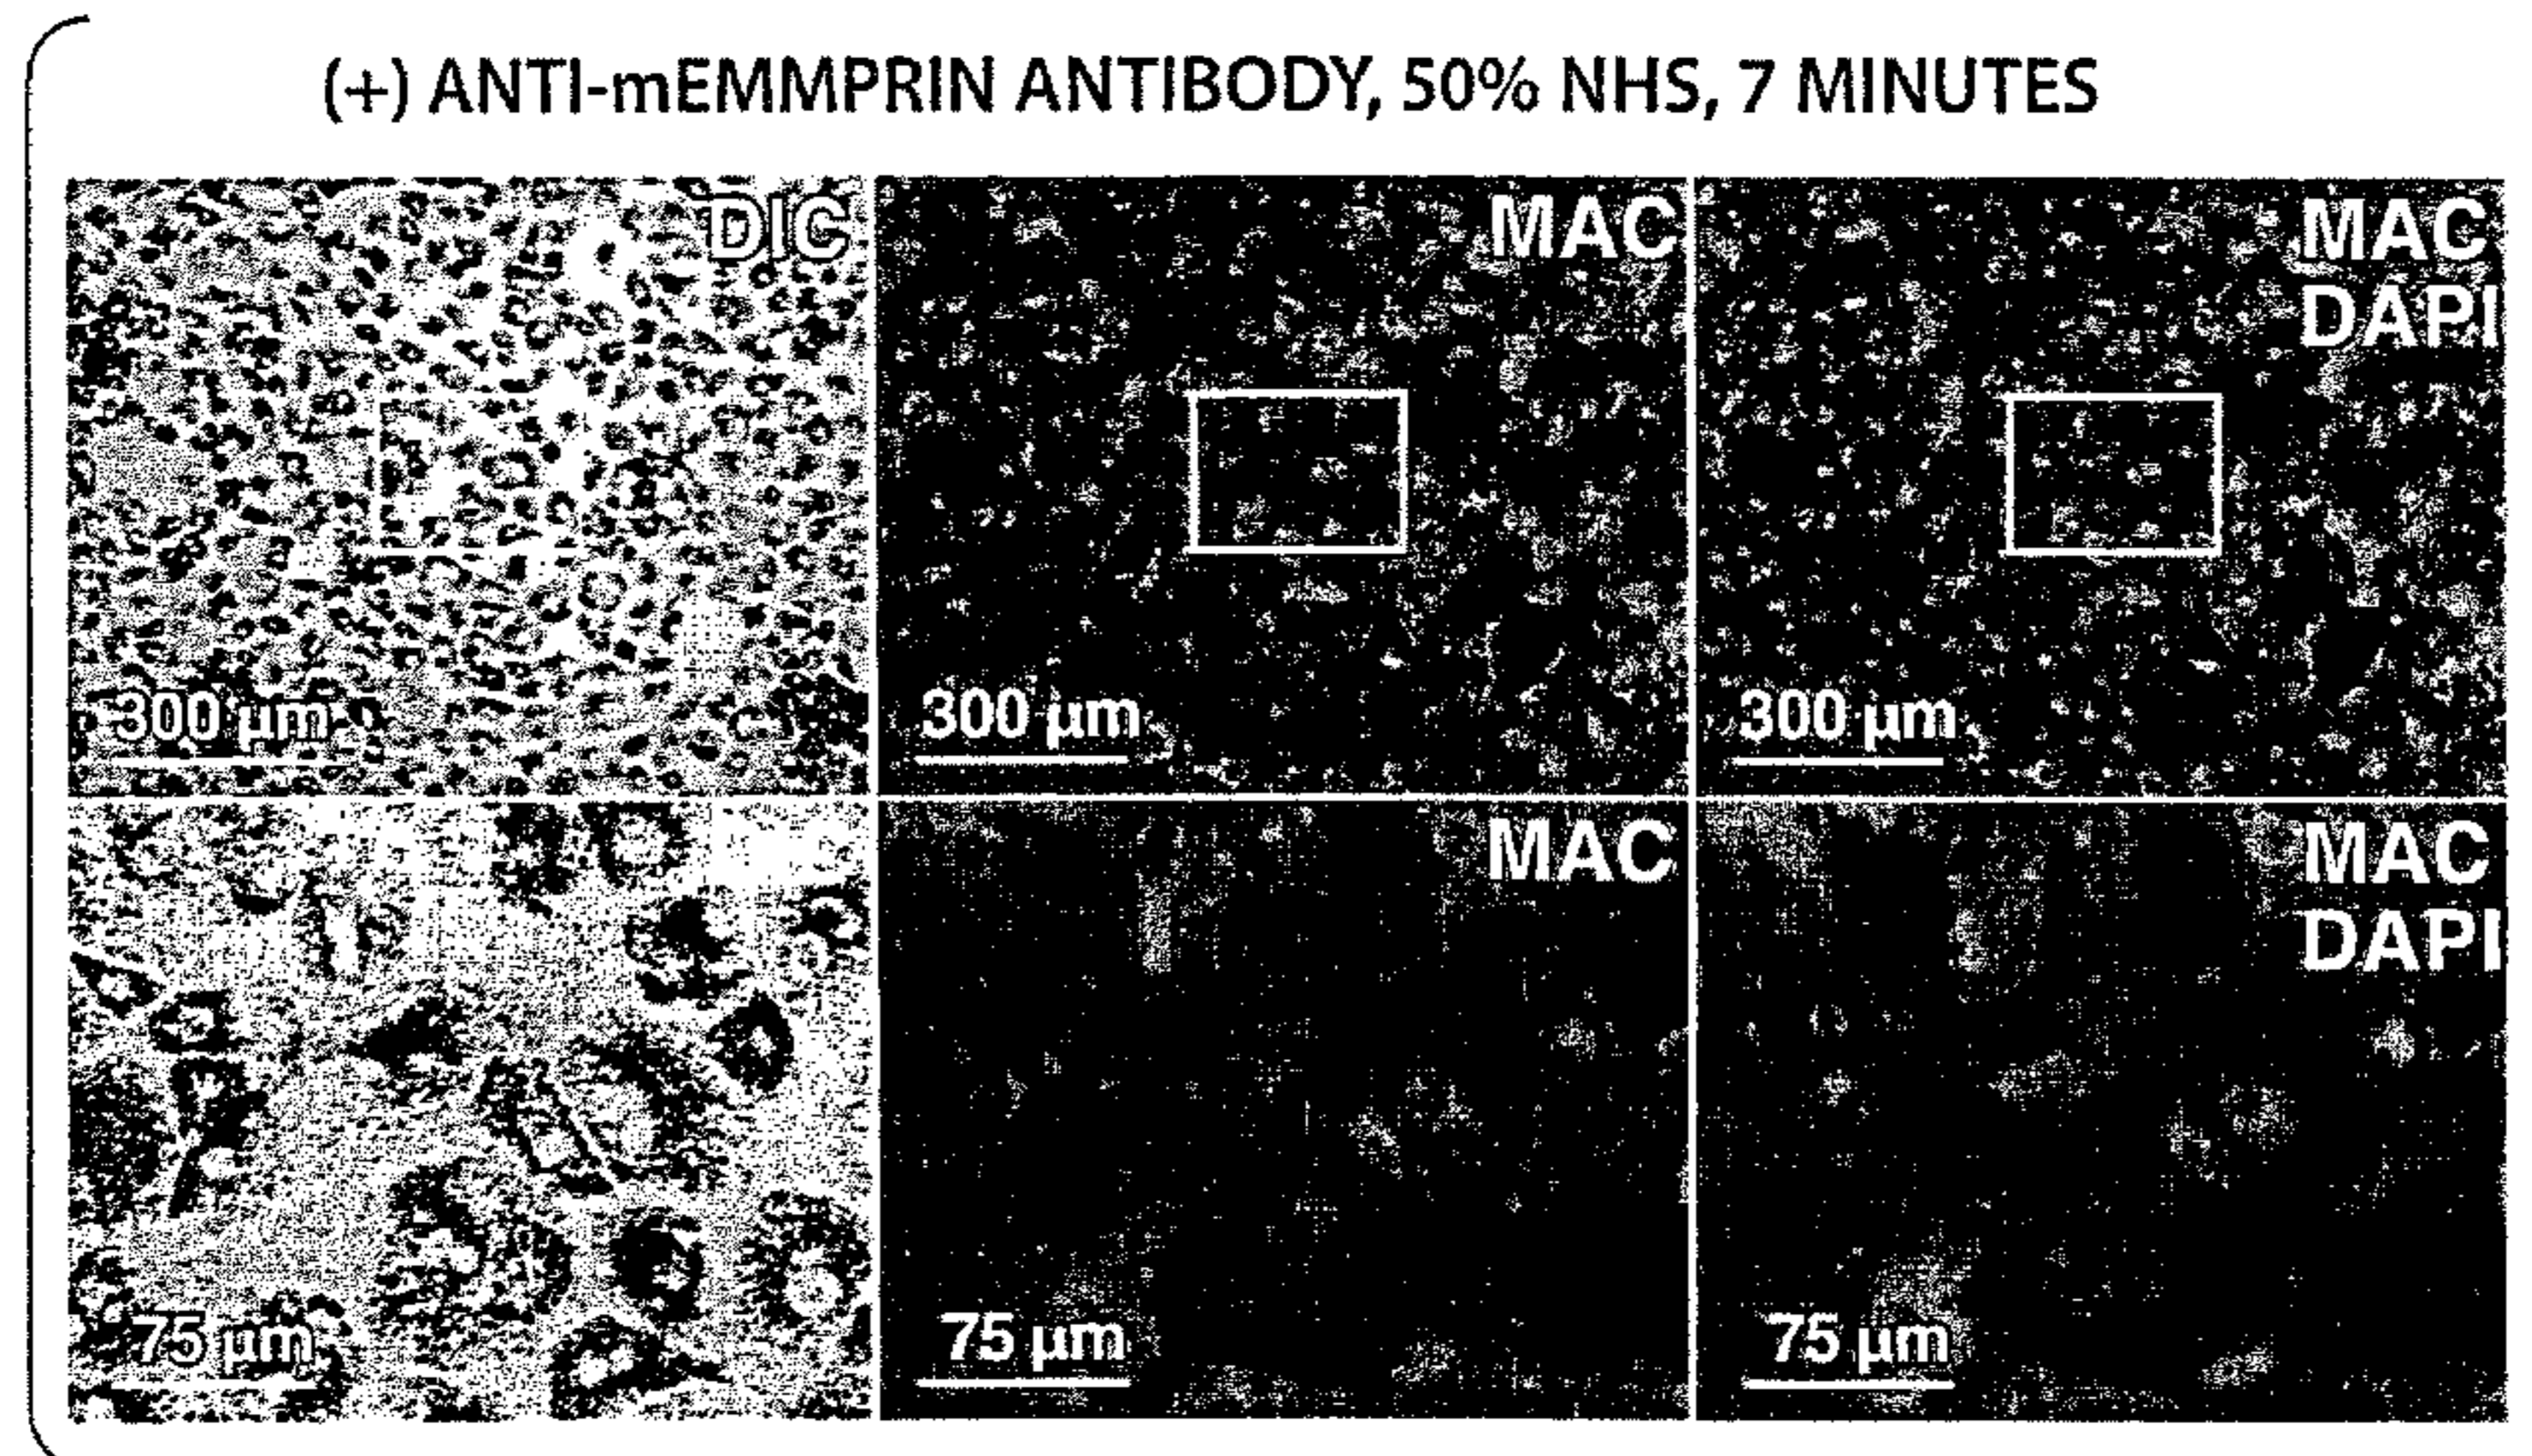 (+) ANTI-mEMMPRIN ANTIBODY, 50% NHS, 7 MINUTES
DIC
MAC
MAC
DAPI
300 µm
300 µm
300 µm
MAC
MAC
DAPI
75 µm
75 µm
75 µm